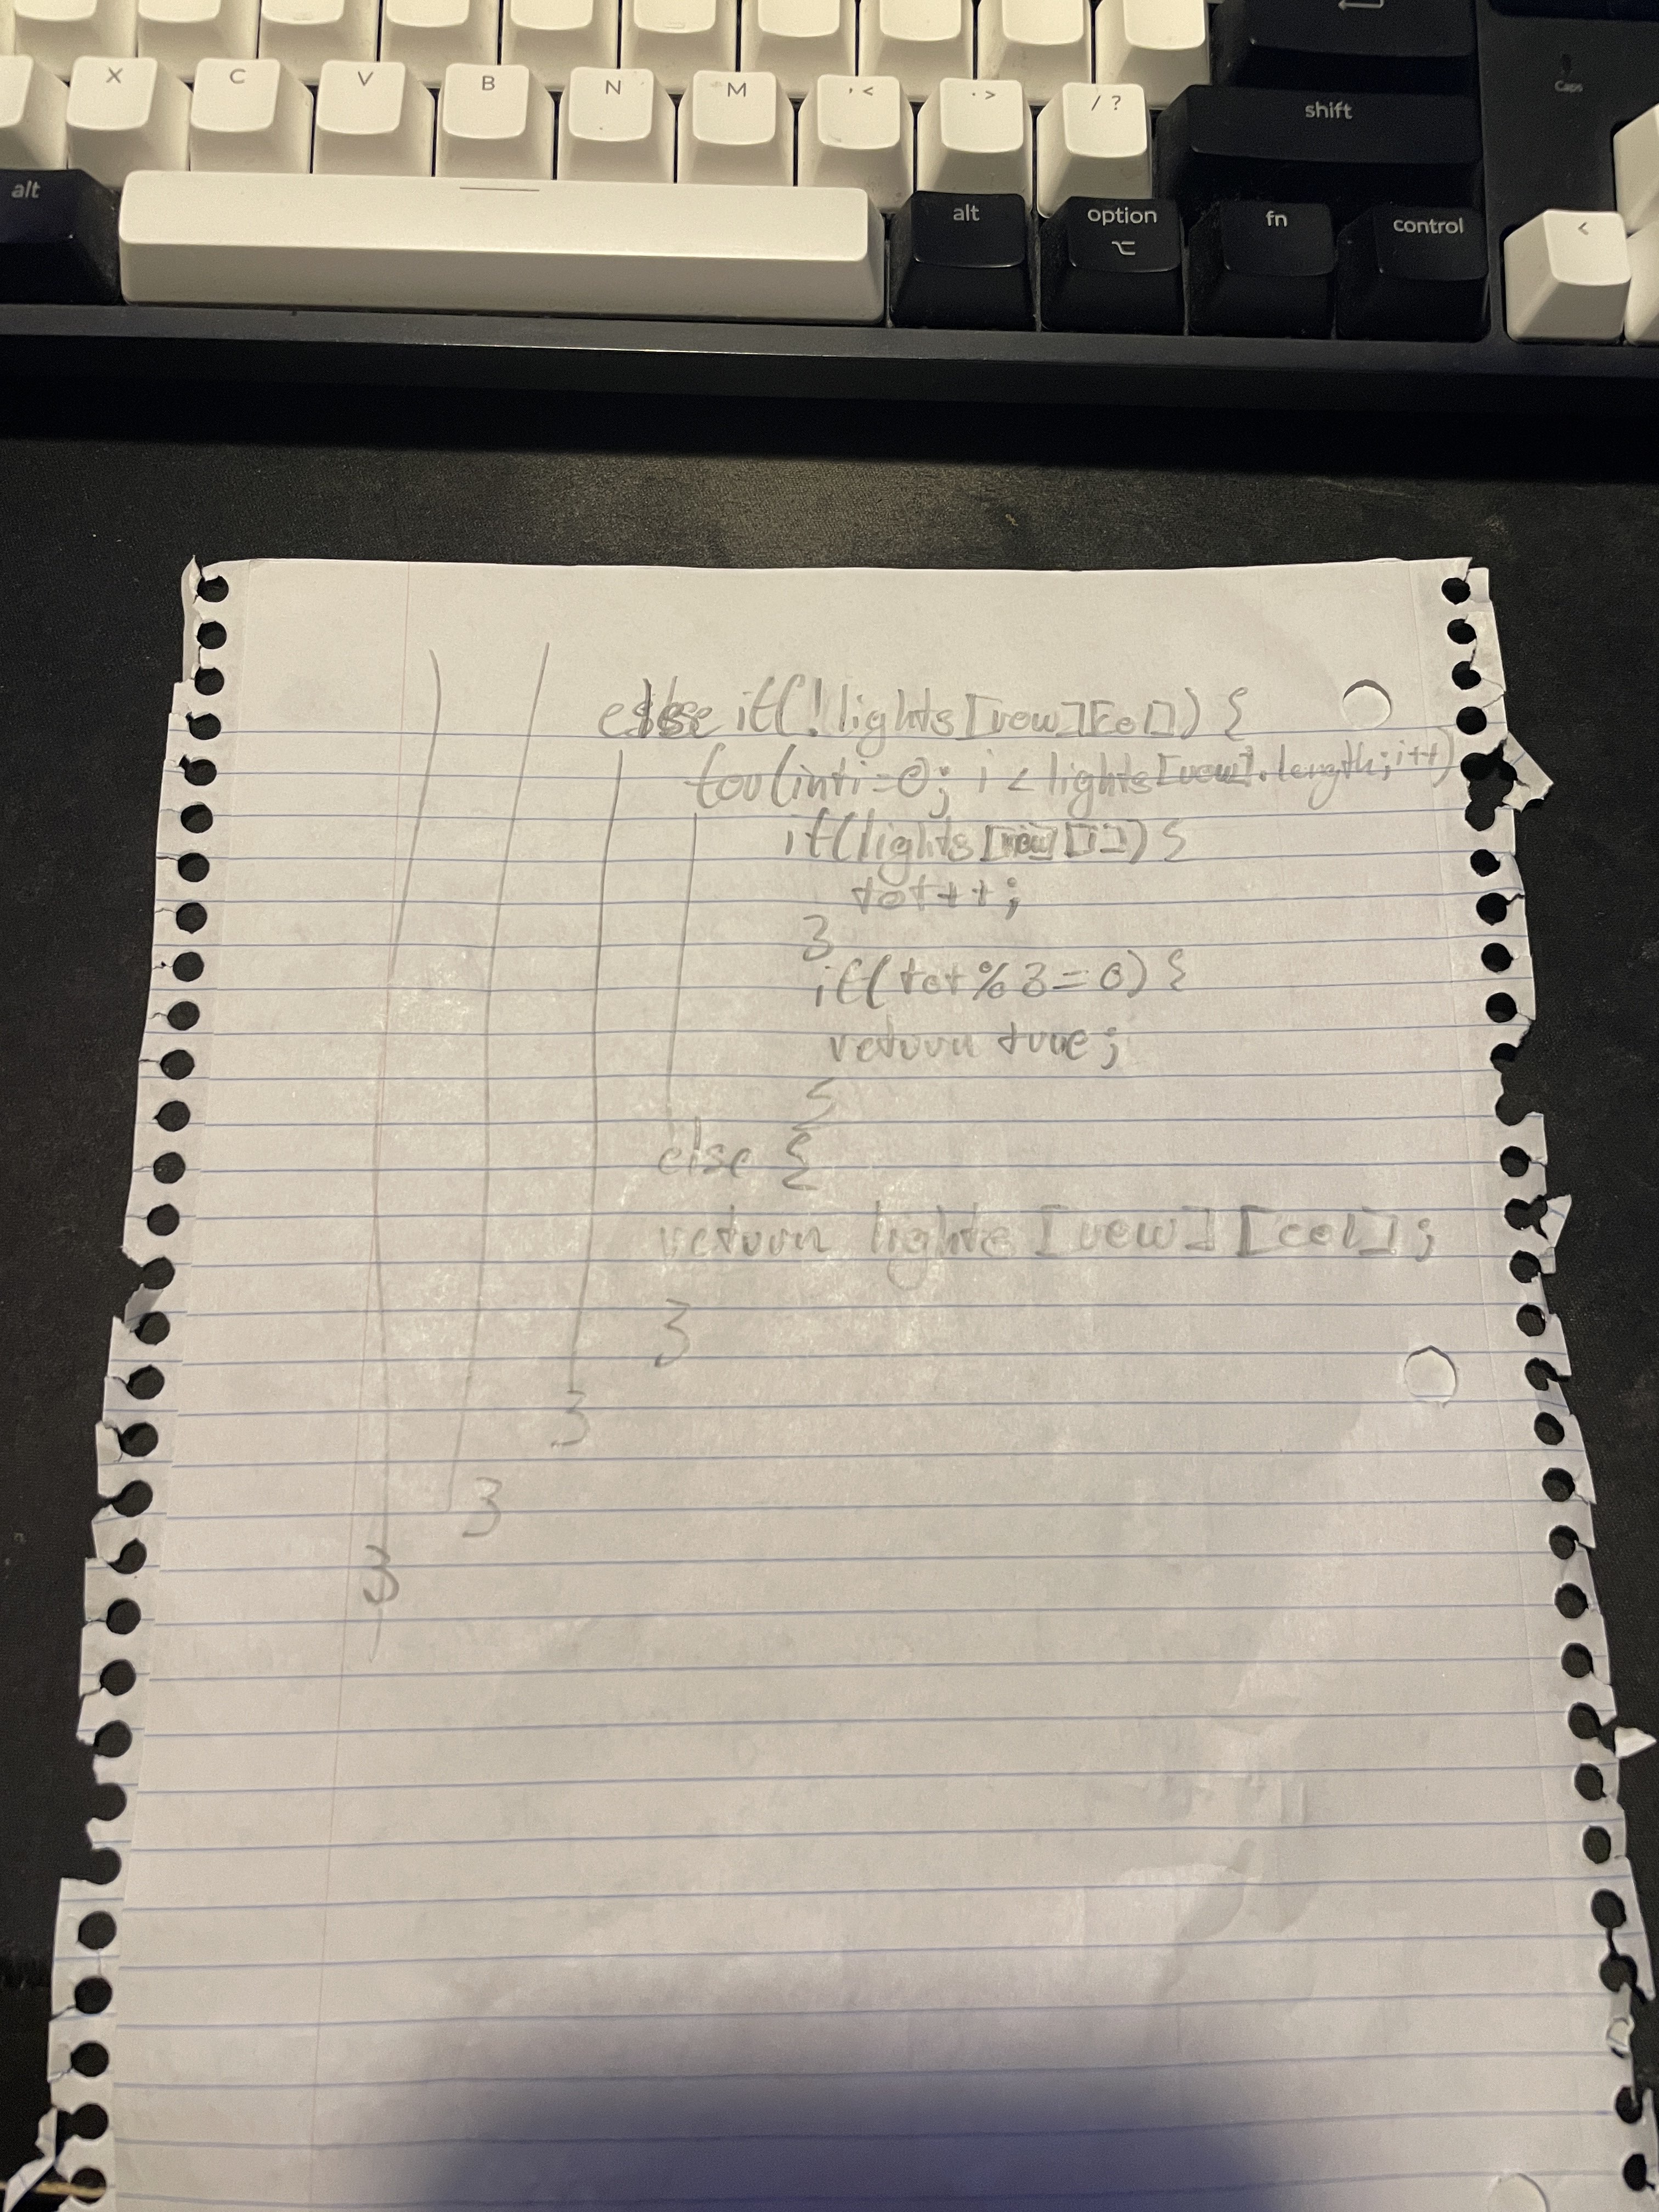 X C V B N M , < . > / ?
shift
Caps
alt
alt option fn control <
else if(!lights[row][col]) {
for(int i=0; i < lights[row].length; i++)
if(lights[row][i]) {
tot++;
}
if(tot%3=0) {
return true;
{
else {
return lights [row] [col];
}
}
}
}